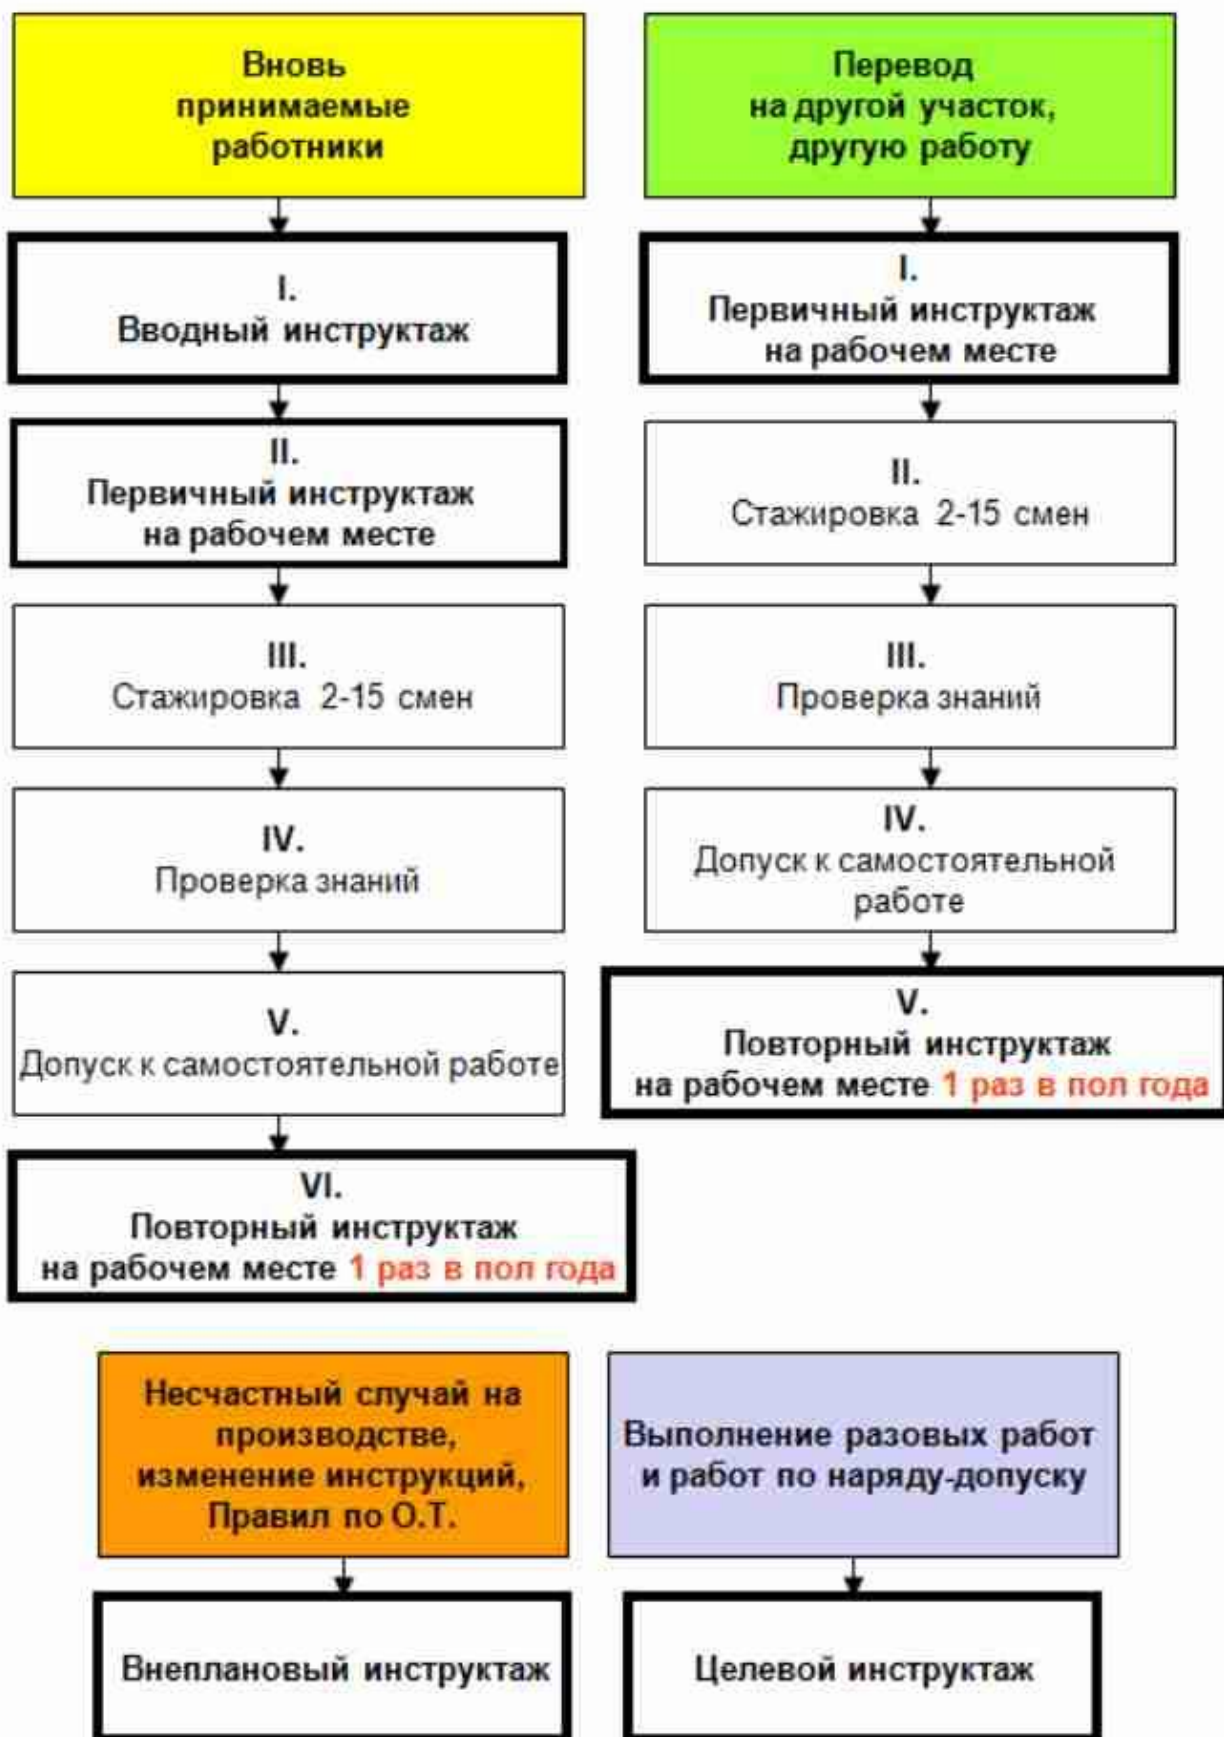 Вновь
принимаемые
работники
I.
Вводный инструктаж
II.
Первичный инструктаж
на рабочем месте
III.
Стажировка 2-15 смен
IV.
Проверка знаний
V.
Допуск к самостоятельной работе
VI.
Повторный инструктаж
на рабочем месте 1 раз в пол года
Перевод
на другой участок,
другую работу
I.
Первичный инструктаж
на рабочем месте
II.
Стажировка 2-15 смен
III.
Проверка знаний
IV.
Допуск к самостоятельной
работе
V.
Повторный инструктаж
на рабочем месте 1 раз в пол года
Несчастный случай на
производстве,
изменение инструкций,
Правил по О.Т.
Внеплановый инструктаж
Выполнение разовых работ
и работ по наряду-допуску
Целевой инструктаж